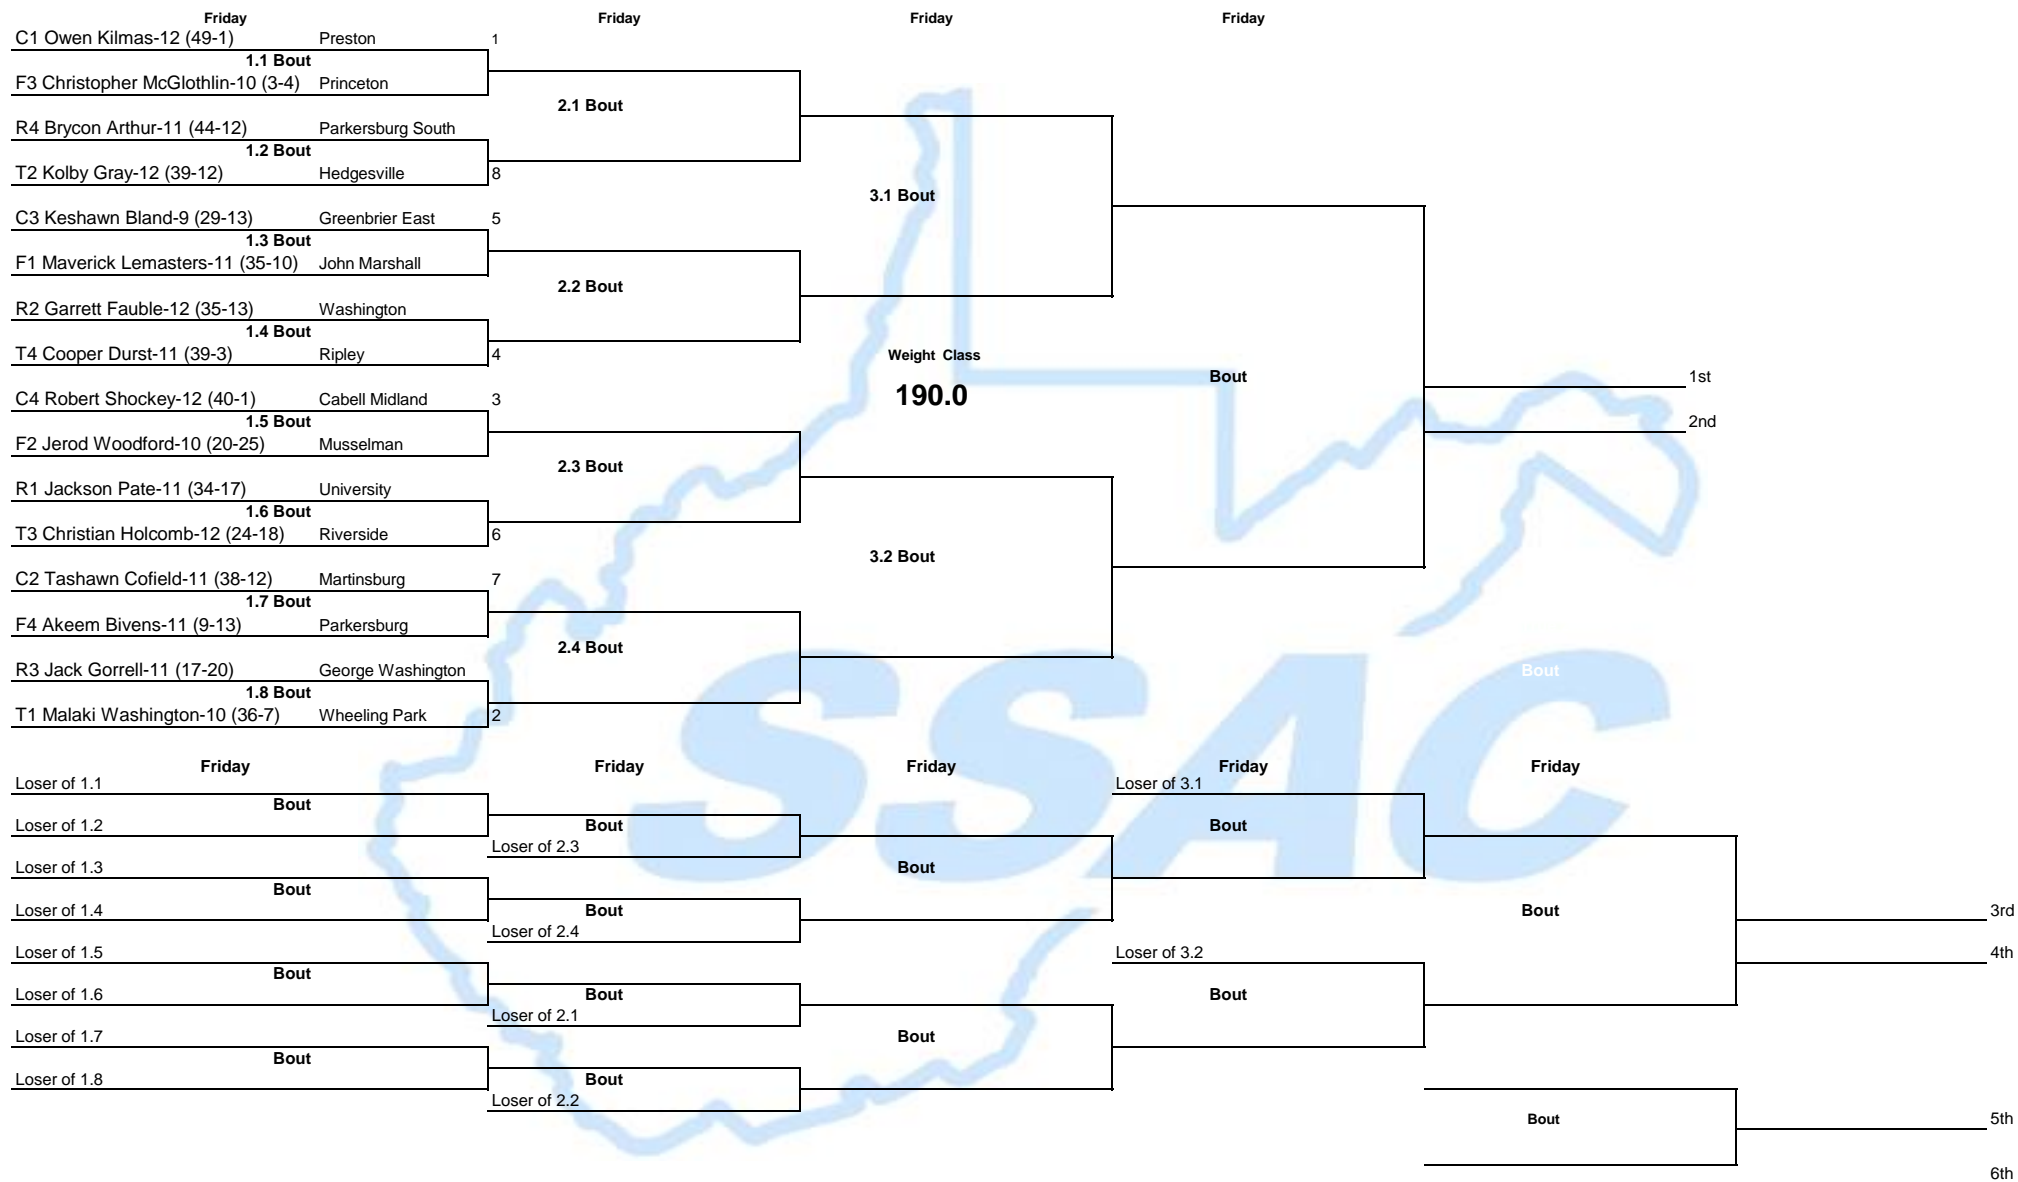 Friday Friday Friday Friday
C1 Owen Kilmas-12 (49-1) Preston 1
1.1 Bout
F3 Christopher McGlothlin-10 (3-4) Princeton
2.1 Bout
R4 Brycon Arthur-11 (44-12) Parkersburg South
1.2 Bout
T2 Kolby Gray-12 (39-12) Hedgesville 8
3.1 Bout
C3 Keshawn Bland-9 (29-13) Greenbrier East 5
1.3 Bout
F1 Maverick Lemasters-11 (35-10) John Marshall
2.2 Bout
R2 Garrett Fauble-12 (35-13) Washington
1.4 Bout
T4 Cooper Durst-11 (39-3) Ripley 4
Weight Class
Bout 1st
190.0
C4 Robert Shockey-12 (40-1) Cabell Midland 3
1.5 Bout 2nd
F2 Jerod Woodford-10 (20-25) Musselman
2.3 Bout
R1 Jackson Pate-11 (34-17) University
1.6 Bout
T3 Christian Holcomb-12 (24-18) Riverside 6
3.2 Bout
C2 Tashawn Cofield-11 (38-12) Martinsburg 7
1.7 Bout
F4 Akeem Bivens-11 (9-13) Parkersburg
2.4 Bout
R3 Jack Gorrell-11 (17-20) George Washington Bout
1.8 Bout
T1 Malaki Washington-10 (36-7) Wheeling Park 2
SSAC
Friday Friday Friday Friday Friday
Loser of 1.1 Loser of 3.1
Bout
Loser of 1.2 Bout Bout
Loser of 2.3
Loser of 1.3 Bout
Bout
Loser of 1.4 Bout Bout 3rd
Loser of 2.4
Loser of 1.5 Loser of 3.2 4th
Bout
Loser of 1.6 Bout Bout
Loser of 2.1
Loser of 1.7 Bout
Bout
Loser of 1.8 Bout
Loser of 2.2
Bout 5th
6th